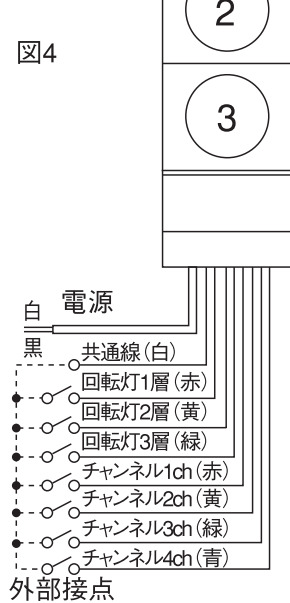 2
図4
3
電源
白
黒
共通線（白）
回転灯1層（赤）
回転灯2層（黄）
回転灯3層（緑）
チャンネル1ch（赤）
チャンネル2ch（黄）
チャンネル3ch（緑）
チャンネル4ch（青）
外部接点